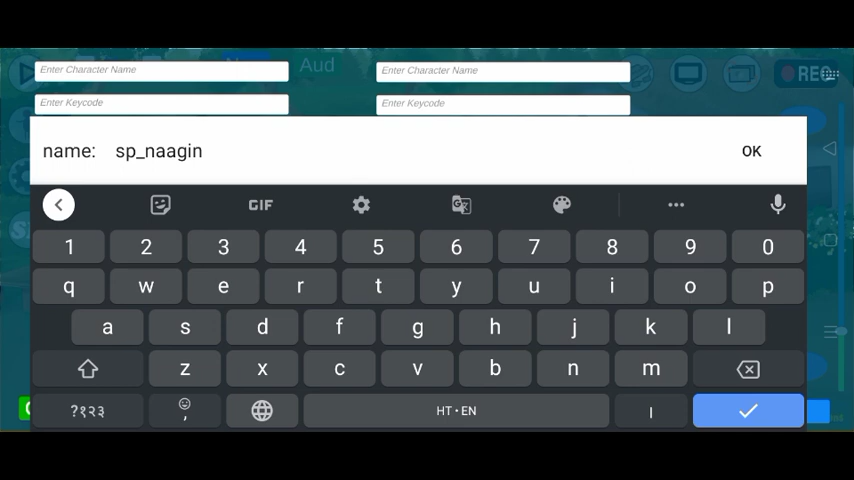 Aud
Enter Character Name
Enter Character Name
REC
Enter Keycode
Enter Keycode
name: sp_naagin
OK
GIF
1 2 3 4 5 6 7 8 9 0
q w e r t y u i o p
a s d f g h j k l
z x c v b n m
?१२३ , HT • EN ।